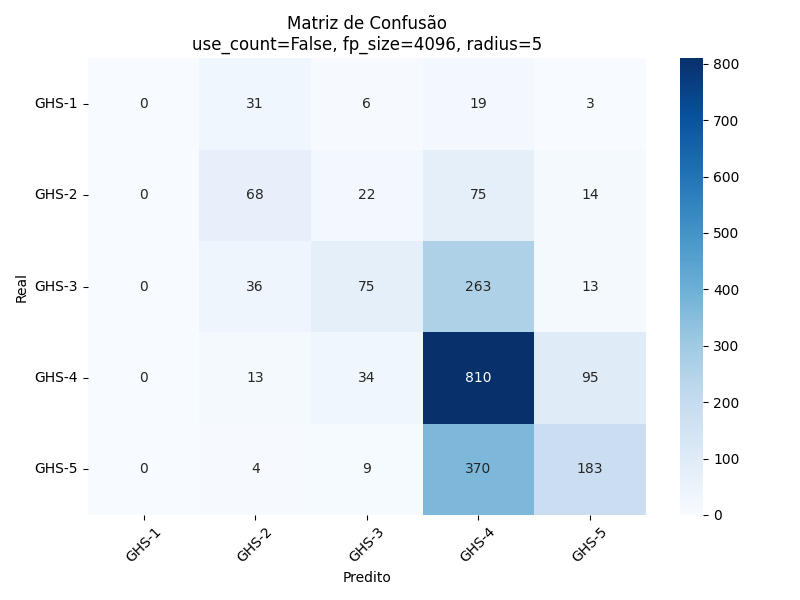 Matriz de Confusão
use_count=False, fp_size=4096, radius=5
GHS-1 0 31 6 19 3
GHS-2 0 68 22 75 14
GHS-3 0 36 75 263 13
GHS-4 0 13 34 810 95
GHS-5 0 4 9 370 183
GHS-1 GHS-2 GHS-3 GHS-4 GHS-5
Real
Predito
800
700
600
500
400
300
200
100
0